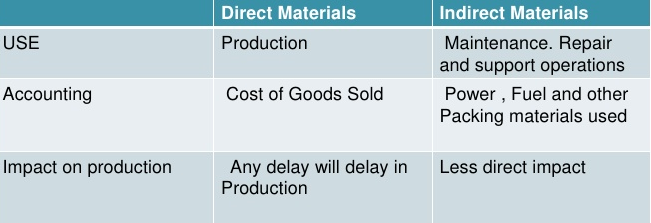 Direct Materials
Indirect Materials
USE
Production
Maintenance. Repair
and support operations
Accounting
Cost of Goods Sold
Power , Fuel and other
Packing materials used
Impact on production
Any delay will delay in
Production
Less direct impact